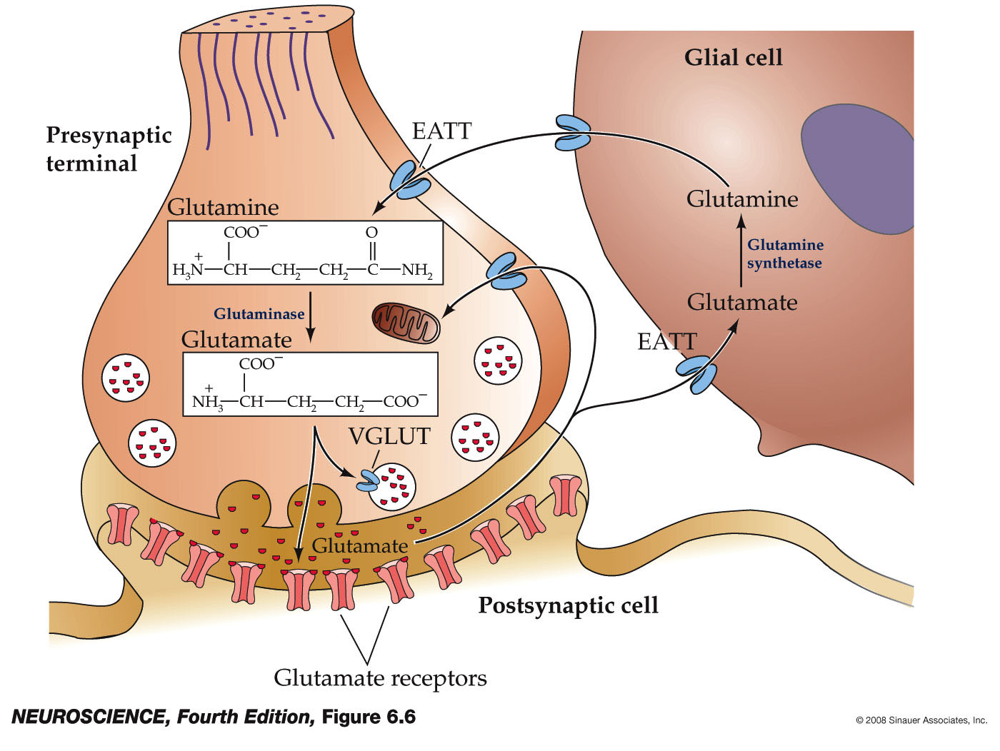 Glial cell
Presynaptic
terminal
EATT
Glutamine
COO⁻
O
H₃N⁺—CH—CH₂—CH₂—C—NH₂
Glutaminase
Glutamate
COO⁻
NH₃⁺—CH—CH₂—CH₂—COO⁻
VGLUT
Glutamine
Glutamine
synthetase
Glutamate
EATT
Glutamate
Postsynaptic cell
Glutamate receptors
NEUROSCIENCE, Fourth Edition, Figure 6.6
© 2008 Sinauer Associates, Inc.